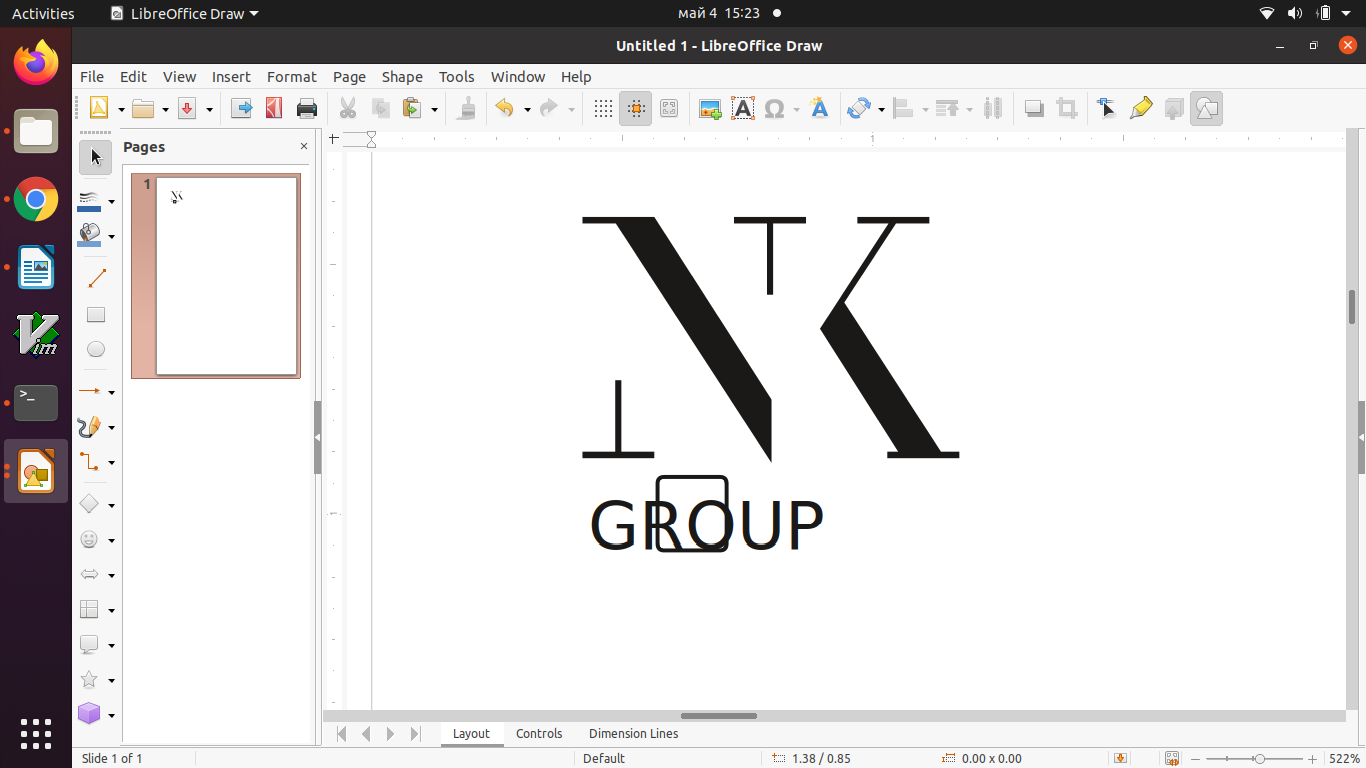 Activities LibreOffice Draw май 4 15:23
Untitled 1 - LibreOffice Draw
File Edit View Insert Format Page Shape Tools Window Help
Pages
1
1
NK
GROUP
Layout Controls Dimension Lines
Slide 1 of 1 Default 1.38 / 0.85 0.00 x 0.00 522%